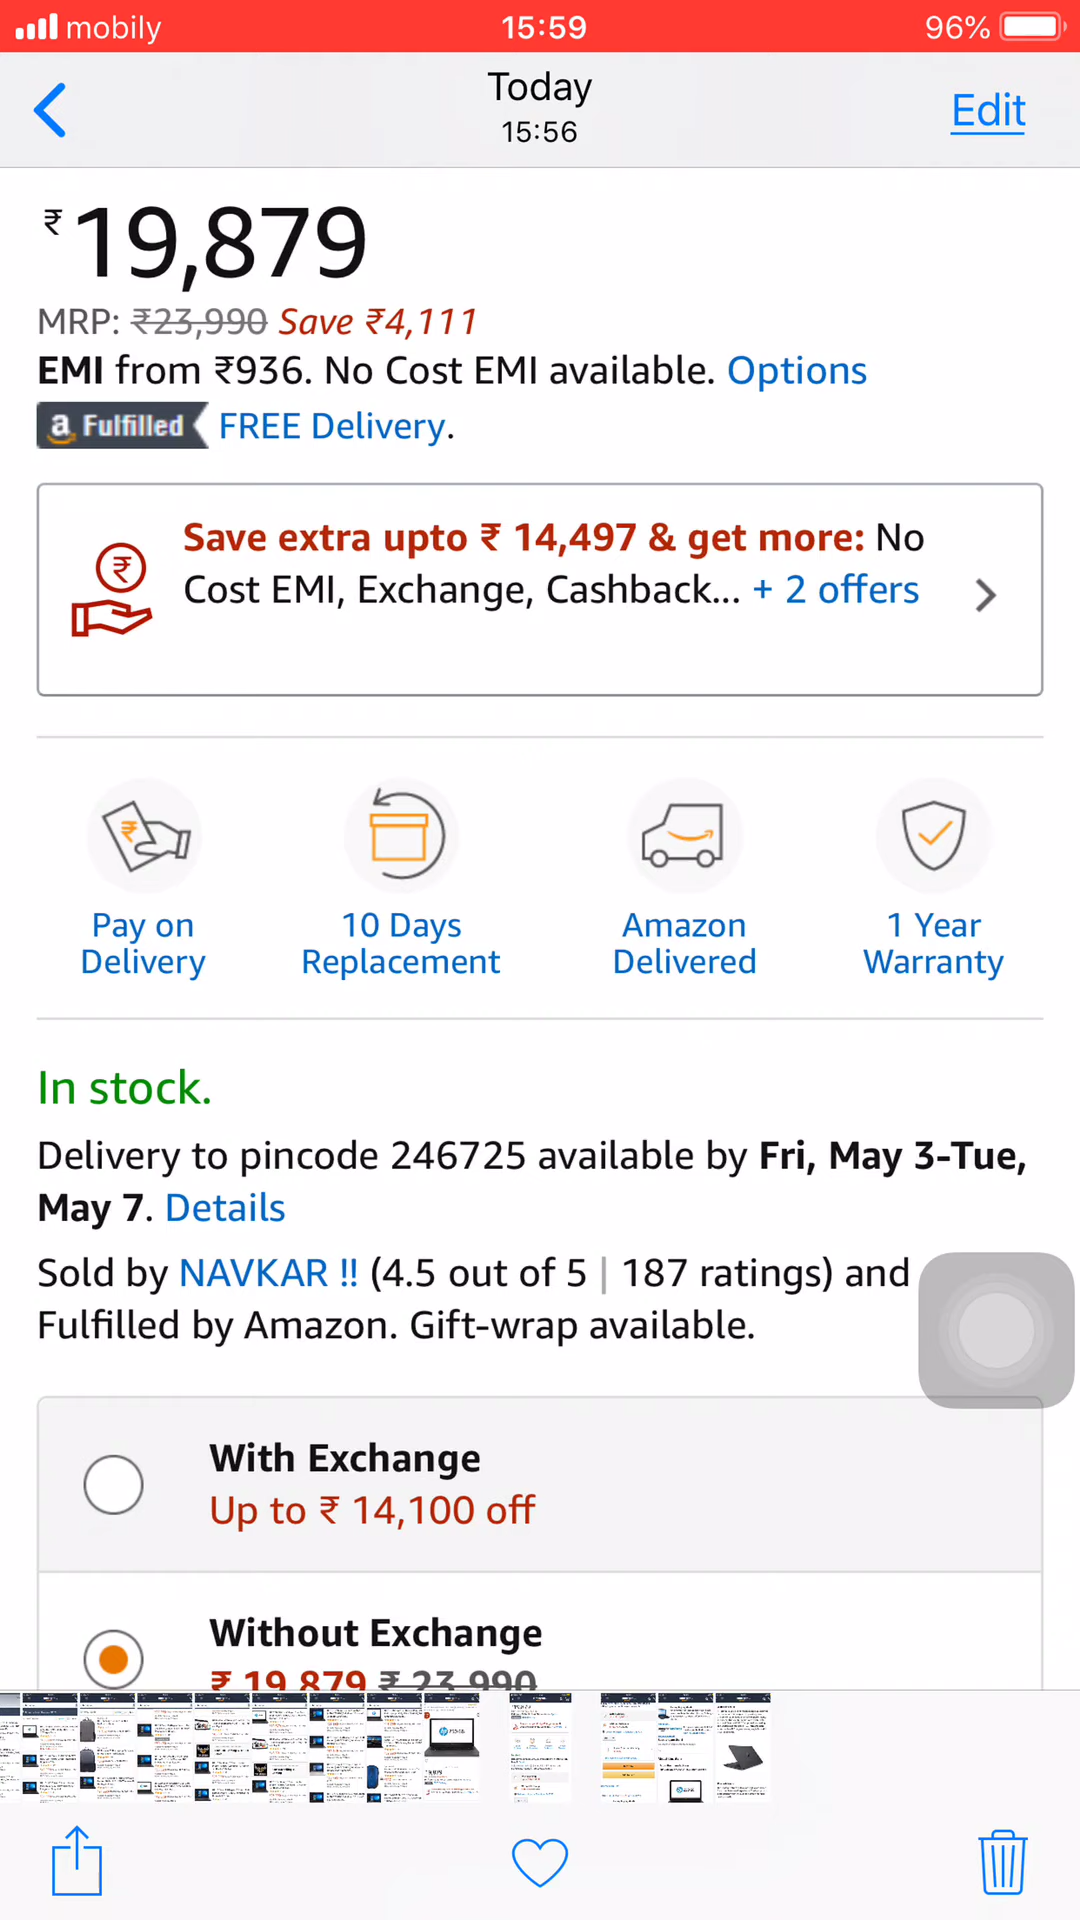 mobily 15:59 96%
Today
15:56
Edit
₹19,879
MRP: ₹23,990 Save ₹4,111
EMI from ₹936. No Cost EMI available. Options
a Fulfilled FREE Delivery.
Save extra upto ₹ 14,497 & get more: No
Cost EMI, Exchange, Cashback... + 2 offers
Pay on
Delivery
10 Days
Replacement
Amazon
Delivered
1 Year
Warranty
In stock.
Delivery to pincode 246725 available by Fri, May 3-Tue,
May 7. Details
Sold by NAVKAR !! (4.5 out of 5 | 187 ratings) and
Fulfilled by Amazon. Gift-wrap available.
With Exchange
Up to ₹ 14,100 off
Without Exchange
₹ 19,879 ₹ 23,990